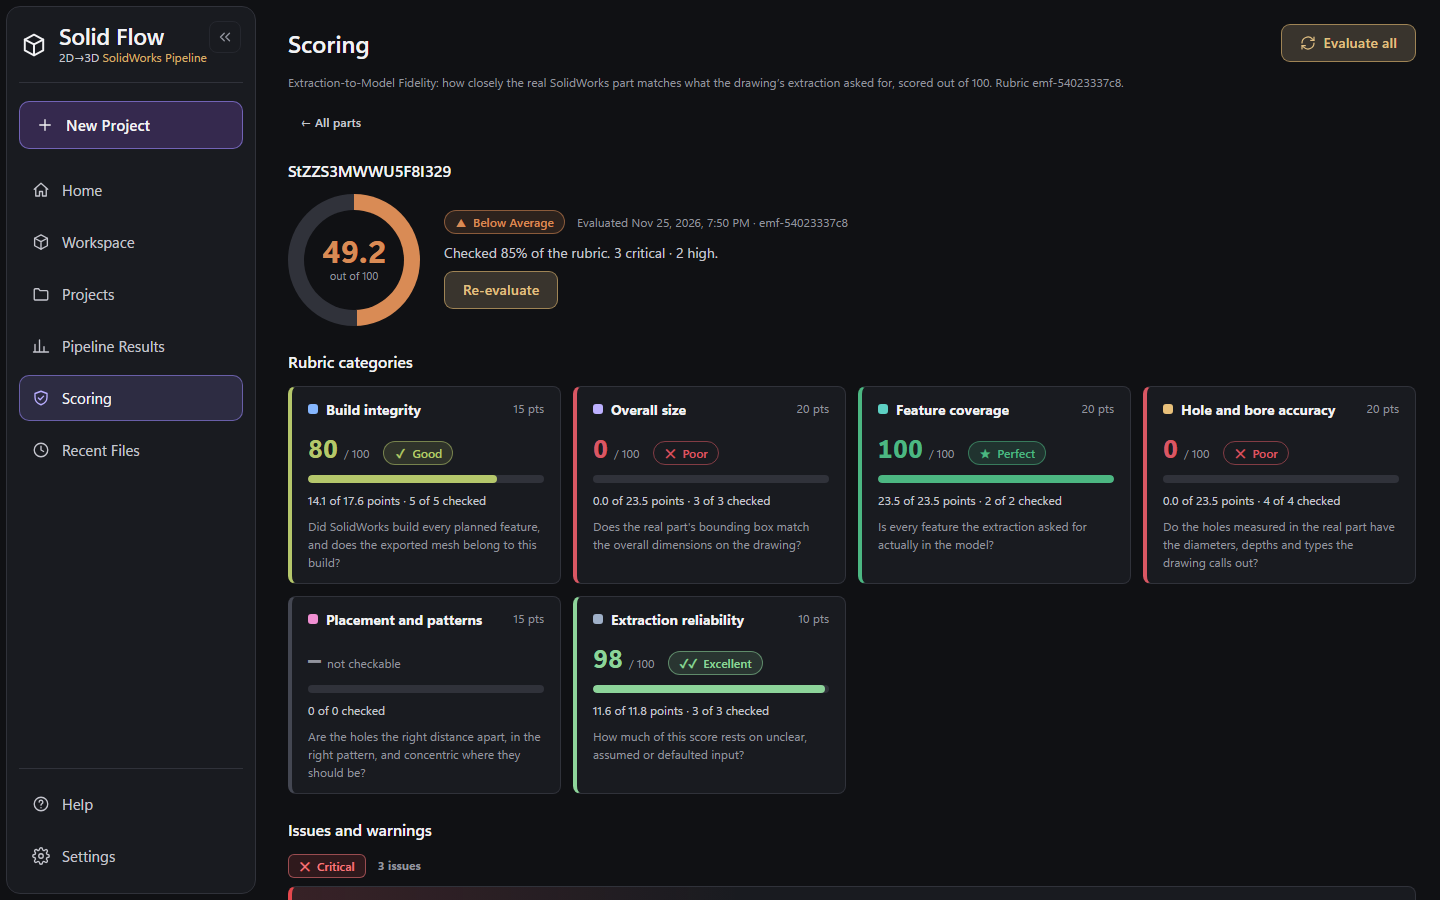 Solid Flow
2D→3D SolidWorks Pipeline
New Project
Home
Workspace
Projects
Pipeline Results
Scoring
Recent Files
Help
Settings
Scoring
Evaluate all
Extraction-to-Model Fidelity: how closely the real SolidWorks part matches what the drawing's extraction asked for, scored out of 100. Rubric emf-54023337c8.
← All parts
StZZS3MWWU5F8I329
49.2
out of 100
Below Average
Evaluated Nov 25, 2026, 7:50 PM · emf-54023337c8
Checked 85% of the rubric. 3 critical · 2 high.
Re-evaluate
Rubric categories
Build integrity 15 pts
80 / 100 Good
14.1 of 17.6 points · 5 of 5 checked
Did SolidWorks build every planned feature,
and does the exported mesh belong to this
build?
Overall size 20 pts
0 / 100 Poor
0.0 of 23.5 points · 3 of 3 checked
Does the real part's bounding box match
the overall dimensions on the drawing?
Feature coverage 20 pts
100 / 100 Perfect
23.5 of 23.5 points · 2 of 2 checked
Is every feature the extraction asked for
actually in the model?
Hole and bore accuracy 20 pts
0 / 100 Poor
0.0 of 23.5 points · 4 of 4 checked
Do the holes measured in the real part have
the diameters, depths and types the
drawing calls out?
Placement and patterns 15 pts
— not checkable
0 of 0 checked
Are the holes the right distance apart, in the
right pattern, and concentric where they
should be?
Extraction reliability 10 pts
98 / 100 Excellent
11.6 of 11.8 points · 3 of 3 checked
How much of this score rests on unclear,
assumed or defaulted input?
Issues and warnings
Critical 3 issues